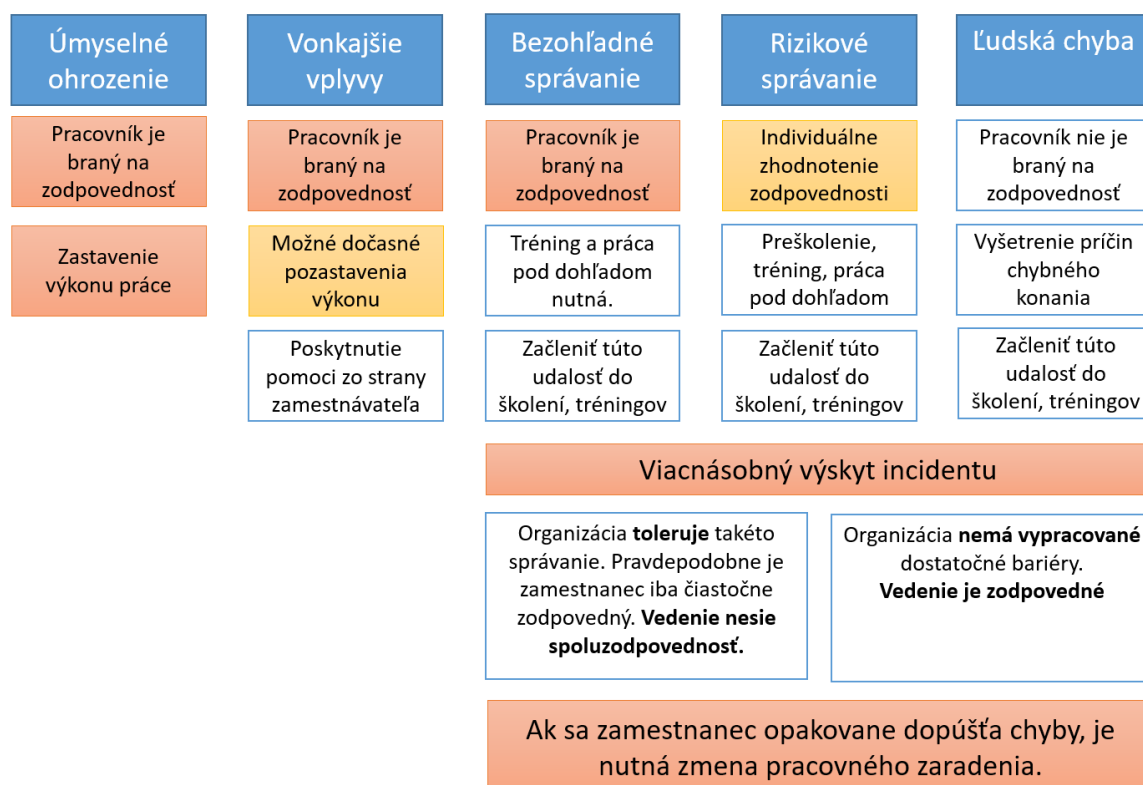 Úmyselné
ohrozenie
Vonkajšie
vplyvy
Bezohľadné
správanie
Rizikové
správanie
Ľudská chyba
Pracovník je
braný na
zodpovednosť
Pracovník je
braný na
zodpovednosť
Pracovník je
braný na
zodpovednosť
Individuálne
zhodnotenie
zodpovednosti
Pracovník nie je
braný na
zodpovednosť
Zastavenie
výkonu práce
Možné dočasné
pozastavenia
výkonu
Tréning a práca
pod dohľadom
nutná.
Preškolenie,
tréning, práca
pod dohľadom
Vyšetrenie príčin
chybného
konania
Poskytnutie
pomoci zo strany
zamestnávateľa
Začleniť túto
udalosť do
školení, tréningov
Začleniť túto
udalosť do
školení, tréningov
Začleniť túto
udalosť do
školení, tréningov
Viacnásobný výskyt incidentu
Organizácia toleruje takéto
správanie. Pravdepodobne je
zamestnanec iba čiastočne
zodpovedný. Vedenie nesie
spoluzodpovednosť.
Organizácia nemá vypracované
dostatočné bariéry.
Vedenie je zodpovedné
Ak sa zamestnanec opakovane dopúšťa chyby, je
nutná zmena pracovného zaradenia.